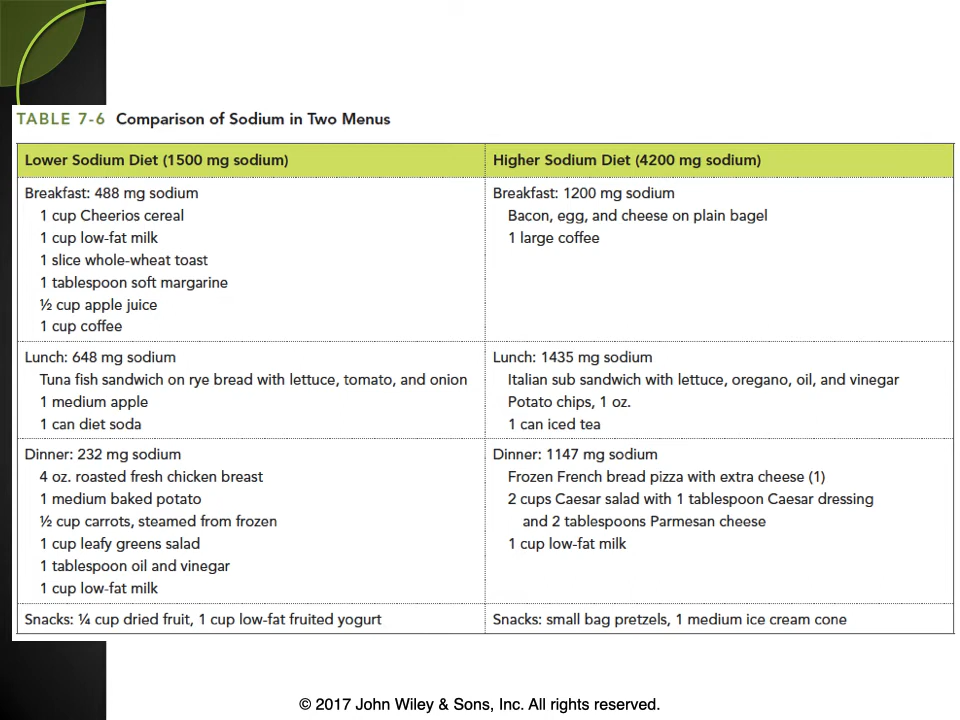 TABLE 7-6 Comparison of Sodium in Two Menus
Lower Sodium Diet (1500 mg sodium)
Higher Sodium Diet (4200 mg sodium)
Breakfast: 488 mg sodium
1 cup Cheerios cereal
1 cup low-fat milk
1 slice whole-wheat toast
1 tablespoon soft margarine
½ cup apple juice
1 cup coffee
Breakfast: 1200 mg sodium
Bacon, egg, and cheese on plain bagel
1 large coffee
Lunch: 648 mg sodium
Tuna fish sandwich on rye bread with lettuce, tomato, and onion
1 medium apple
1 can diet soda
Lunch: 1435 mg sodium
Italian sub sandwich with lettuce, oregano, oil, and vinegar
Potato chips, 1 oz.
1 can iced tea
Dinner: 232 mg sodium
4 oz. roasted fresh chicken breast
1 medium baked potato
½ cup carrots, steamed from frozen
1 cup leafy greens salad
1 tablespoon oil and vinegar
1 cup low-fat milk
Dinner: 1147 mg sodium
Frozen French bread pizza with extra cheese (1)
2 cups Caesar salad with 1 tablespoon Caesar dressing
and 2 tablespoons Parmesan cheese
1 cup low-fat milk
Snacks: ¼ cup dried fruit, 1 cup low-fat fruited yogurt
Snacks: small bag pretzels, 1 medium ice cream cone
© 2017 John Wiley & Sons, Inc. All rights reserved.